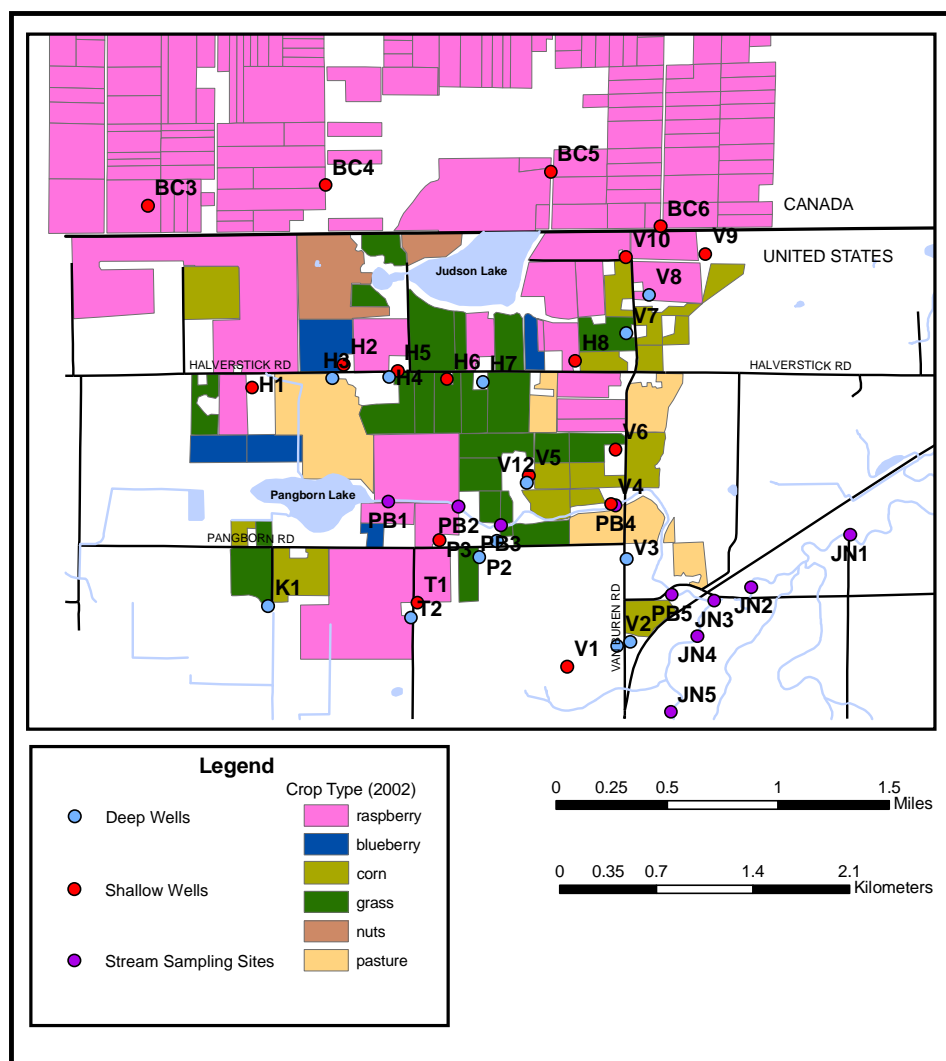 BC5
BC4
BC3
BC6
CANADA
V10
V9
UNITED STATES
Judson Lake
V8
V7
H2
H8
H5
H6
H7
H3
HALVERSTICK RD
HALVERSTICK RD
H4
H1
V6
V5
V12
Pangborn Lake
V4
PB1
PB2
PB4
PANGBORN RD
P3
PB3
V3
JN1
P2
K1
T1
T2
PB5
JN2
JN3
VAN BUREN RD
V2
V1
JN4
JN5
Legend
Crop Type (2002)
Deep Wells
Shallow Wells
Stream Sampling Sites
raspberry
blueberry
corn
grass
nuts
pasture
0 0.25 0.5 1 1.5
Miles
0 0.35 0.7 1.4 2.1
Kilometers